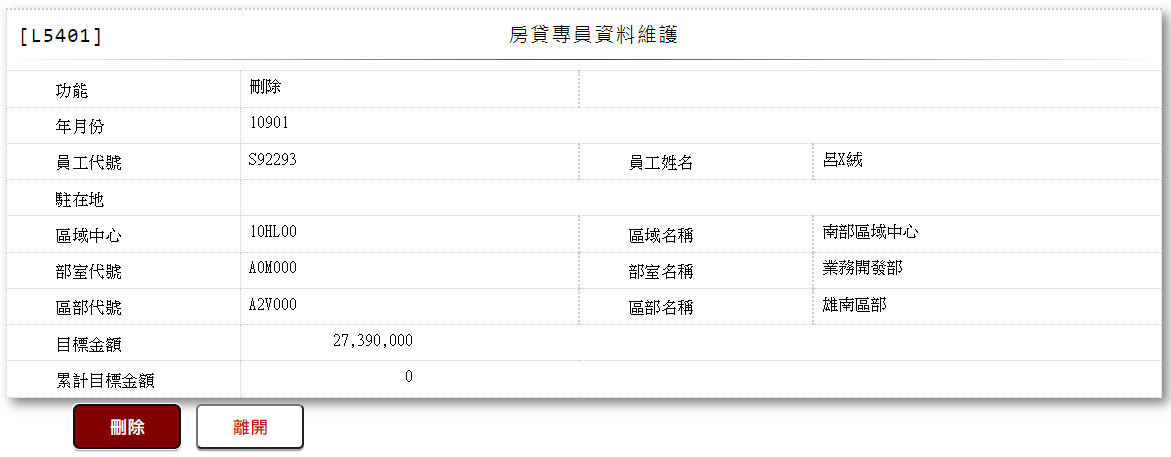 [L5401] 房貸專員資料維護
功能 刪除
年月份 10901
員工代號 S92293 員工姓名 呂X絨
駐在地
區域中心 10HL00 區域名稱 南部區域中心
部室代號 A0M000 部室名稱 業務開發部
區部代號 A2V000 區部名稱 雄南區部
目標金額 27,390,000
累計目標金額 0
刪除 離開